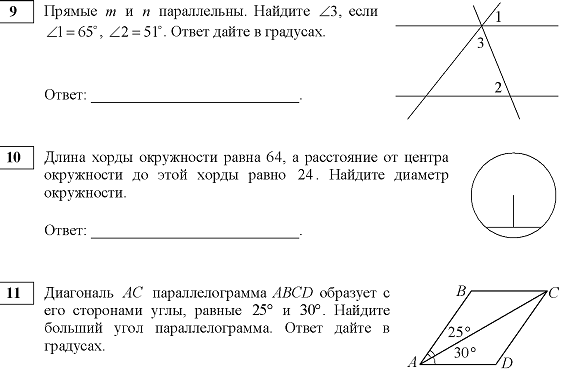 9 Прямые m и n параллельны. Найдите ∠3, если
∠1 = 65°, ∠2 = 51°. Ответ дайте в градусах.
1
3
2
Ответ: ______________________________.
10 Длина хорды окружности равна 64, а расстояние от центра
окружности до этой хорды равно 24. Найдите диаметр
окружности.
Ответ: ______________________________.
11 Диагональ AC параллелограмма ABCD образует с
его сторонами углы, равные 25° и 30°. Найдите
больший угол параллелограмма. Ответ дайте в
градусах.
B C
25°
30°
A D